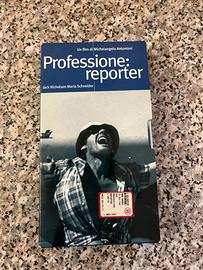 Un film di Michelangelo Antonioni
Professione:
reporter
Jack Nicholson Maria Schneider